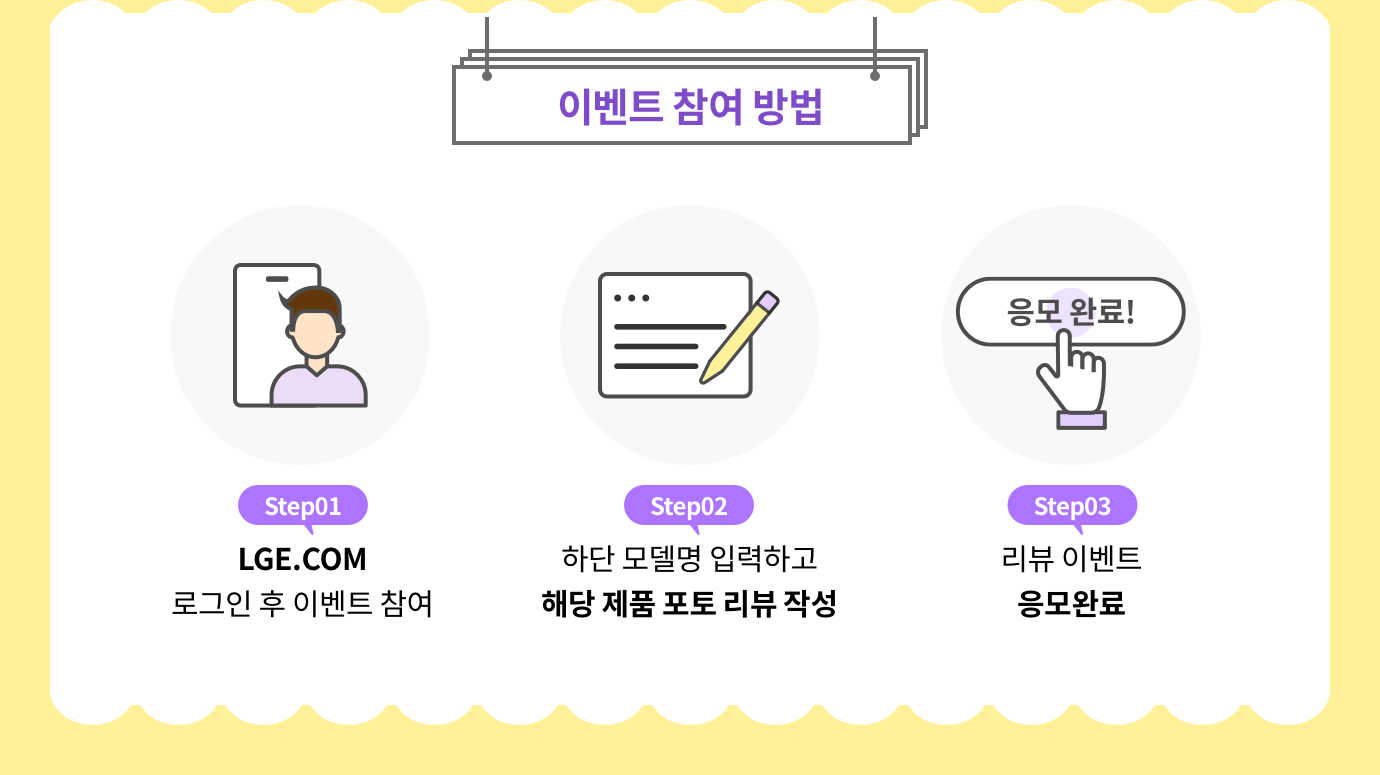 이벤트 참여 방법
응모 완료!
Step01
LGE.COM
로그인 후 이벤트 참여
Step02
하단 모델명 입력하고
해당 제품 포토 리뷰 작성
Step03
리뷰 이벤트
응모완료